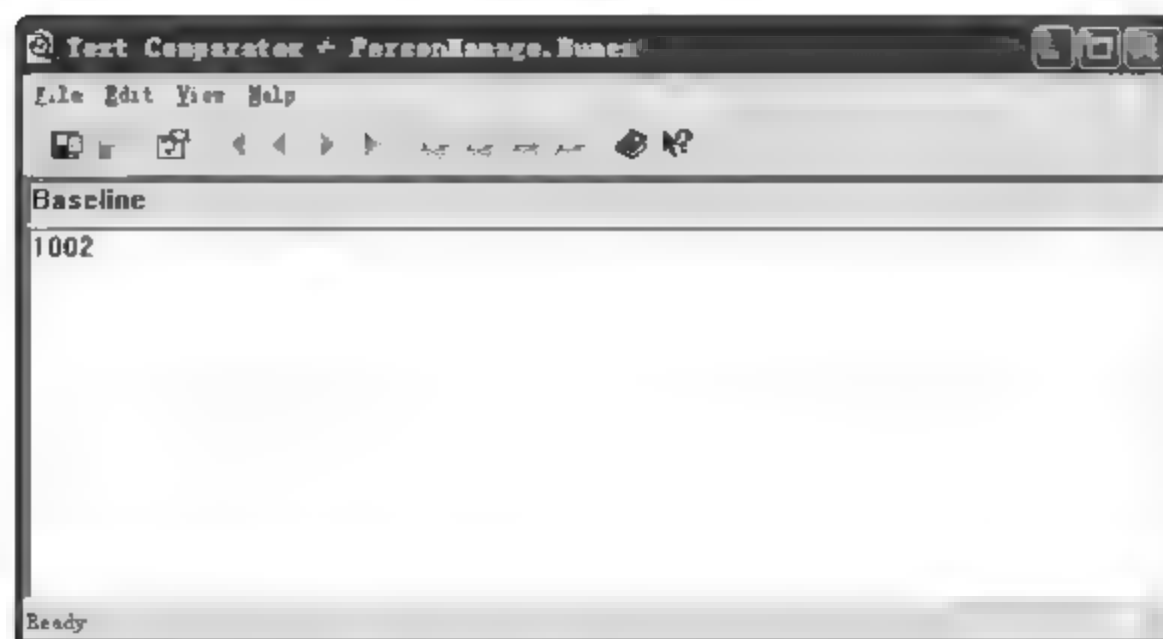 Text Comparator - PersonManage.
File Edit View Help
Baseline
1002
Ready